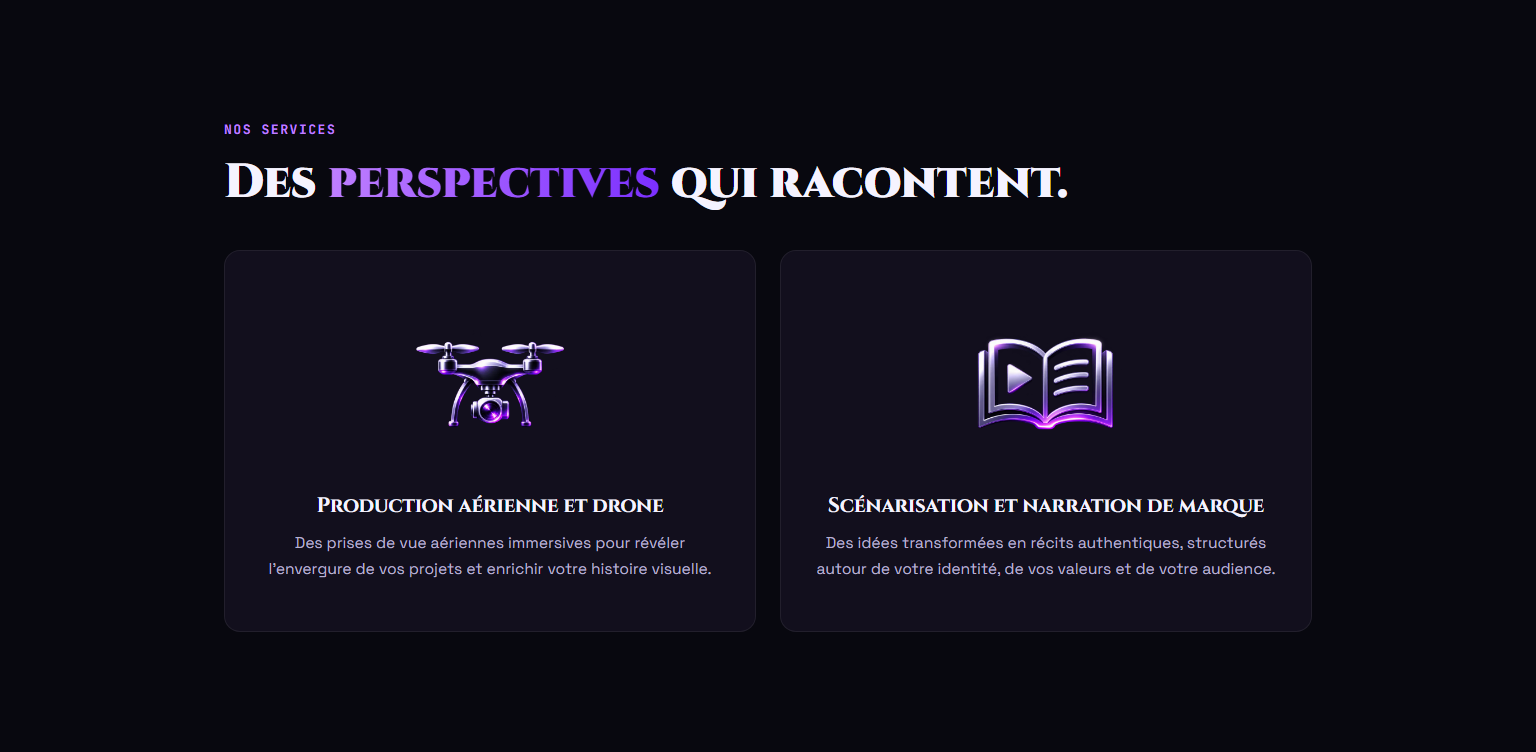 NOS SERVICES
Des perspectives qui racontent.
Production aérienne et drone
Des prises de vue aériennes immersives pour révéler
l'envergure de vos projets et enrichir votre histoire visuelle.
Scénarisation et narration de marque
Des idées transformées en récits authentiques, structurés
autour de votre identité, de vos valeurs et de votre audience.